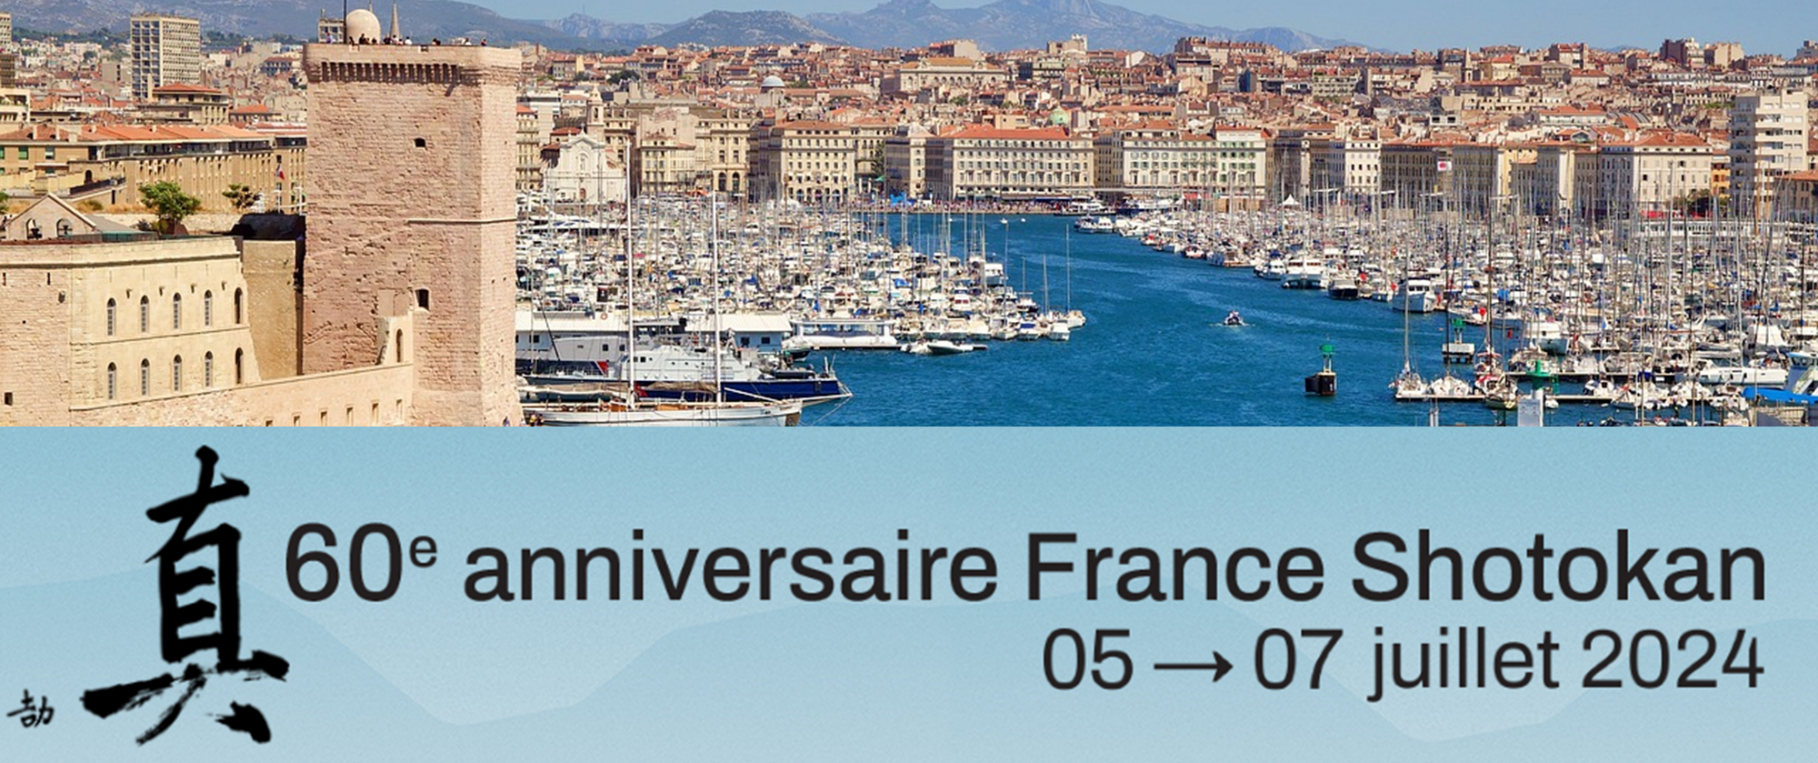 真
60e anniversaire France Shotokan
05 → 07 juillet 2024